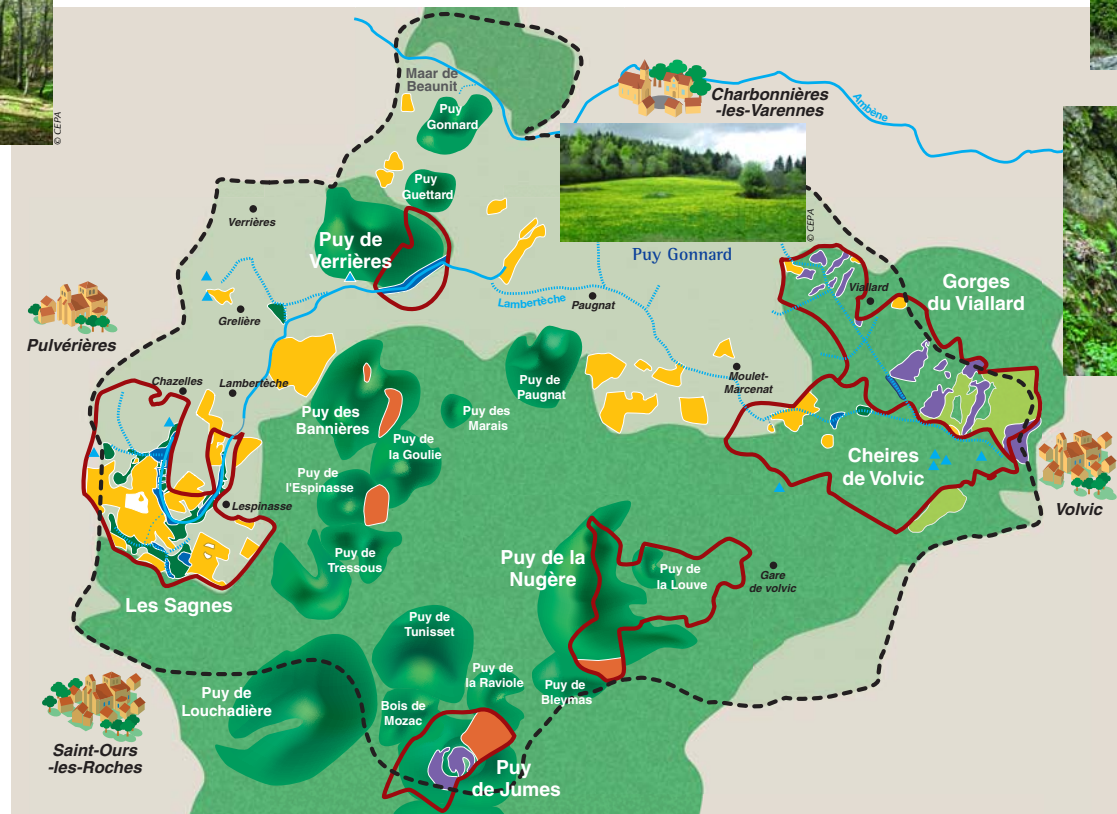 © CEPA
Maar de
Beaunit
Puy
Gonnard
Charbonnières
-les-Varennes
Ambène
Puy
Guettard
© CEPA
Verrières
Puy de
Verrières
Puy Gonnard
Gorges
du Viallard
Viallard
Lambertèche
Paugnat
Grelière
Pulvérières
Chazelles
Lambertèche
Puy de
Paugnat
Moulet-
Marcenat
Puy des
Bannières
Puy des
Marais
Puy de
la Goulie
Cheires
de Volvic
Puy de
l'Espinasse
Lespinasse
Volvic
Puy de
Tressous
Puy de la
Nugère
Puy de
la Louve
Gare
de volvic
Les Sagnes
Puy de
Tunisset
Puy de
la Raviole
Puy de
Bleymas
Puy de
Louchadière
Bois de
Mozac
Saint-Ours
-les-Roches
Puy
de Jumes